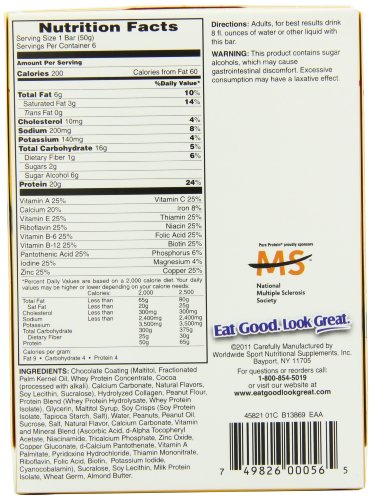 Nutrition Facts
Serving Size 1 Bar (50g)
Servings Per Container 6
Amount Per Serving
Calories 200 Calories from Fat 60
%Daily Value*
Total Fat 6g 10%
Saturated Fat 3g 14%
Trans Fat 0g
Cholesterol 10mg 4%
Sodium 200mg 8%
Potassium 140mg 4%
Total Carbohydrate 16g 5%
Dietary Fiber 1g 6%
Sugars 2g
Sugar Alcohol 6g
Protein 20g 24%
Vitamin A 25% Vitamin C 25%
Calcium 20% Iron 8%
Vitamin E 25% Thiamin 25%
Riboflavin 25% Niacin 25%
Vitamin B-6 25% Folic Acid 25%
Vitamin B-12 25% Biotin 25%
Pantothenic Acid 25% Phosphorus 6%
Iodine 25% Magnesium 4%
Zinc 25% Copper 25%
*Percent Daily Values are based on a 2,000 calorie diet. Your daily
values may be higher or lower depending on your calorie needs:
Calories: 2,000 2,500
Total Fat Less than 65g 80g
Sat Fat Less than 20g 25g
Cholesterol Less than 300mg 300mg
Sodium Less than 2,400mg 2,400mg
Potassium 3,500mg 3,500mg
Total Carbohydrate 300g 375mg
Dietary Fiber 25g 30g
Protein 50g 65g
Calories per gram:
Fat 9 • Carbohydrate 4 • Protein 4
INGREDIENTS: Chocolate Coating (Maltitol, Fractionated
Palm Kernel Oil, Whey Protein Concentrate, Cocoa
(processed with alkali), Calcium Carbonate, Natural Flavors,
Soy Lecithin, Sucralose), Hydrolyzed Collagen, Peanut Flour,
Protein Blend (Whey Protein Hydrolysate, Whey Protein
Isolate), Glycerin, Maltitol Syrup, Soy Crisps (Soy Protein
Isolate, Tapioca Starch, Salt), Water, Peanuts, Peanut Oil,
Sucrose, Salt, Natural Flavor, Calcium Carbonate, Vitamin
and Mineral Blend (Ascorbic Acid, d-Alpha Tocopheryl
Acetate, Niacinamide, Tricalcium Phosphate, Zinc Oxide,
Copper Gluconate, d-Calcium Pantothenate, Vitamin A
Palmitate, Pyridoxine Hydrochloride, Thiamin Mononitrate,
Riboflavin, Folic Acid, Biotin, Potassium Iodide,
Cyanocobalamin), Sucralose, Soy Lecithin, Milk Protein
Isolate, Wheat Germ, Almond Butter.
Directions: Adults, for best results drink
8 fl. ounces of water or other liquid with
this bar.
WARNING: This product contains sugar
alcohols, which may cause
gastrointestinal discomfort. Excessive
consumption may have a laxative effect.
Pure Protein® proudly sponsors
MS
National
Multiple Sclerosis
Society
Eat Good. Look Great.
©2011 Carefully Manufactured by
Worldwide Sport Nutritional Supplements, Inc.
Bayport, NY 11705
For questions or reorders call
1-800-854-5019
or visit our website at
www.eatgoodlookgreat.com
45821 01C B13869 EAA
7 49826 00056 5